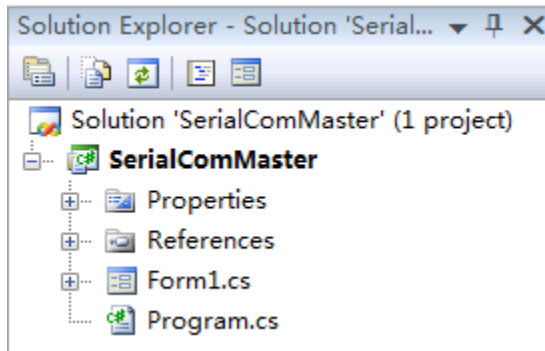 Solution Explorer - Solution 'Serial...
Solution 'SerialComMaster' (1 project)
SerialComMaster
Properties
References
Form1.cs
Program.cs